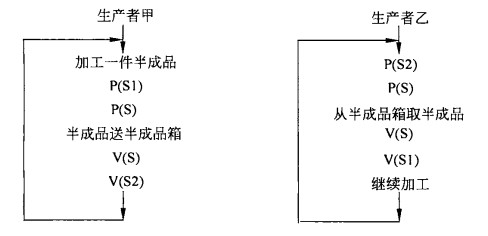 生产者甲
加工一件半成品
P(S1)
P(S)
半成品送半成品箱
V(S)
V(S2)
生产者乙
P(S2)
P(S)
从半成品箱取半成品
V(S)
V(S1)
继续加工